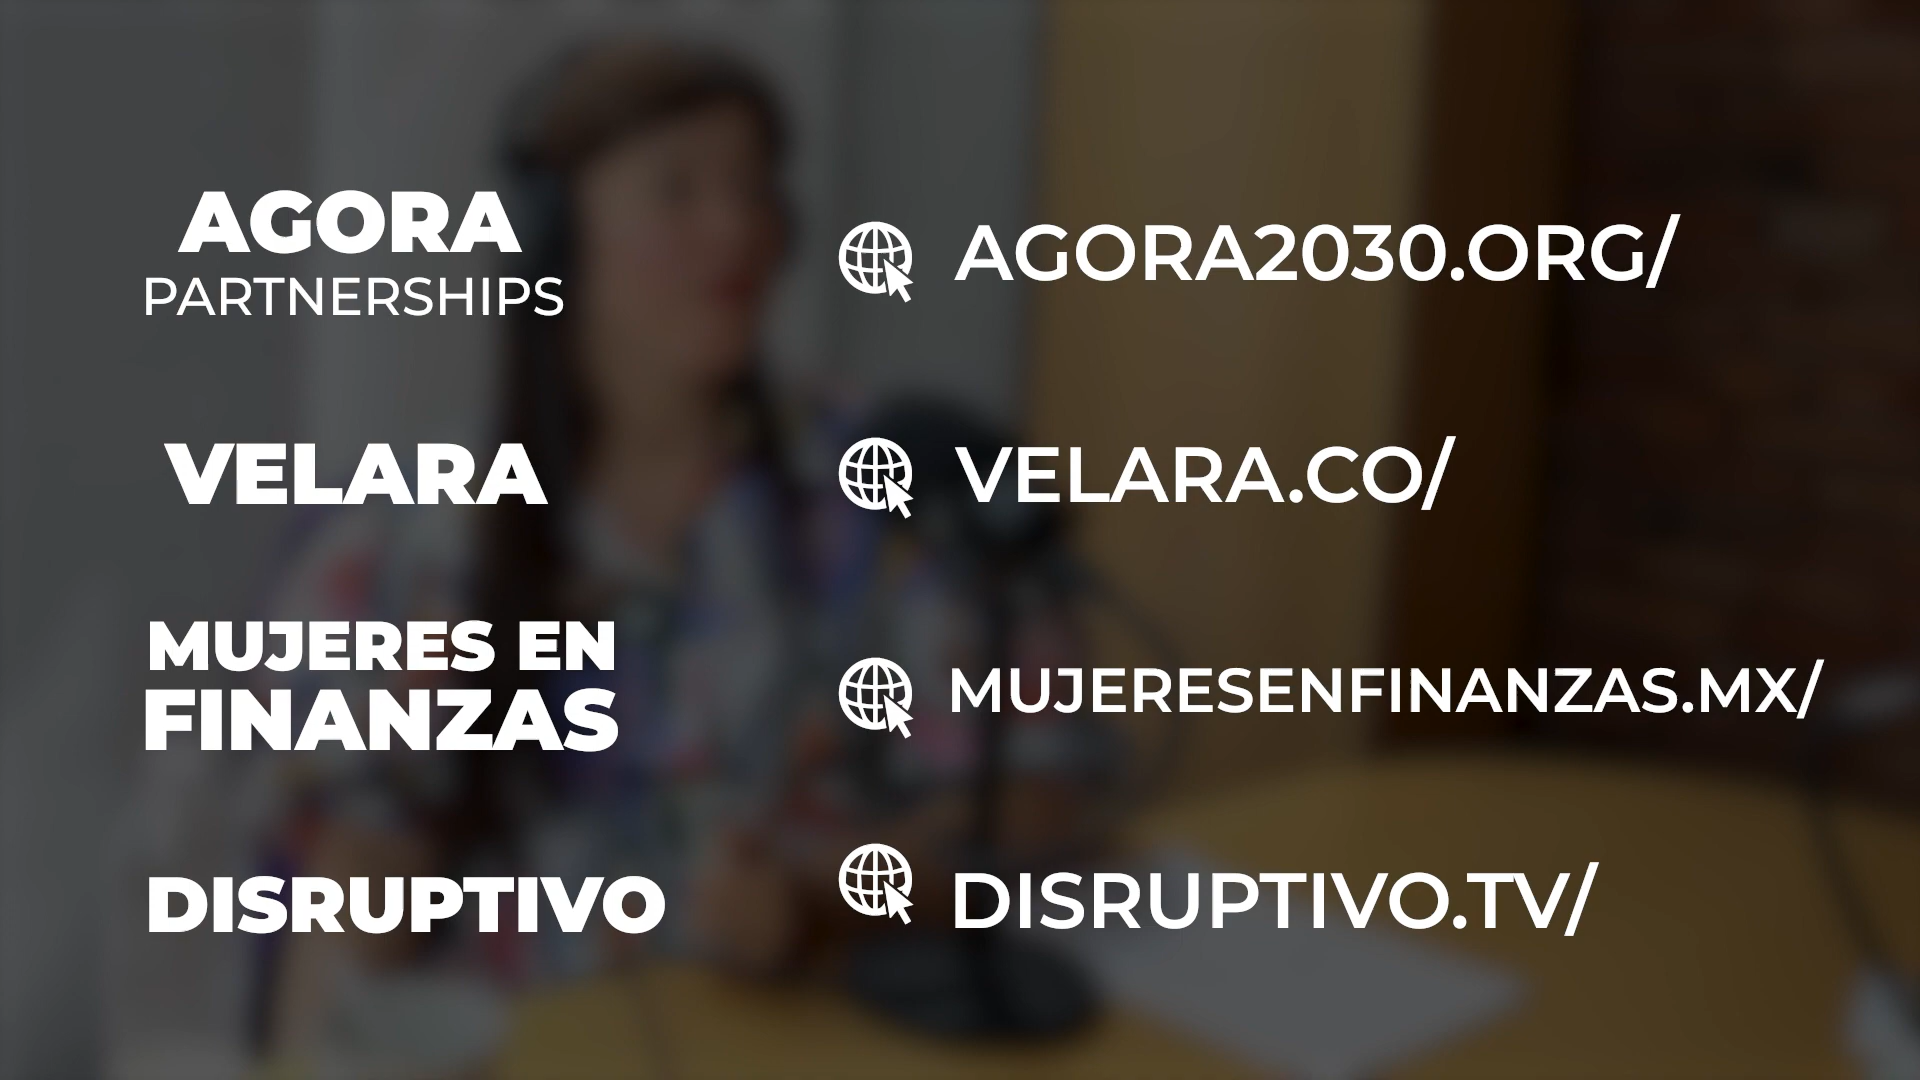 AGORA
PARTNERSHIPS
AGORA2030.ORG/
VELARA
VELARA.CO/
MUJERES EN
FINANZAS
MUJERESENFINANZAS.MX/
DISRUPTIVO
DISRUPTIVO.TV/